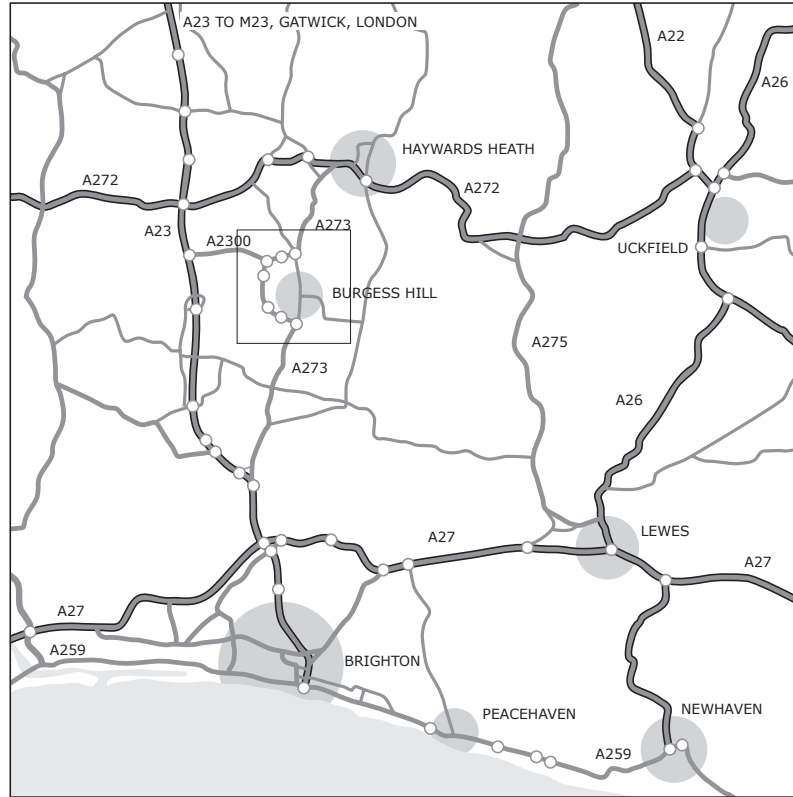 A23 TO M23, GATWICK, LONDON
A22
A26
HAYWARDS HEATH
A272
A272
A273
A23
A2300
UCKFIELD
BURGESS HILL
A275
A273
A26
LEWES
A27
A27
A27
A259
BRIGHTON
PEACEHAVEN
NEWHAVEN
A259